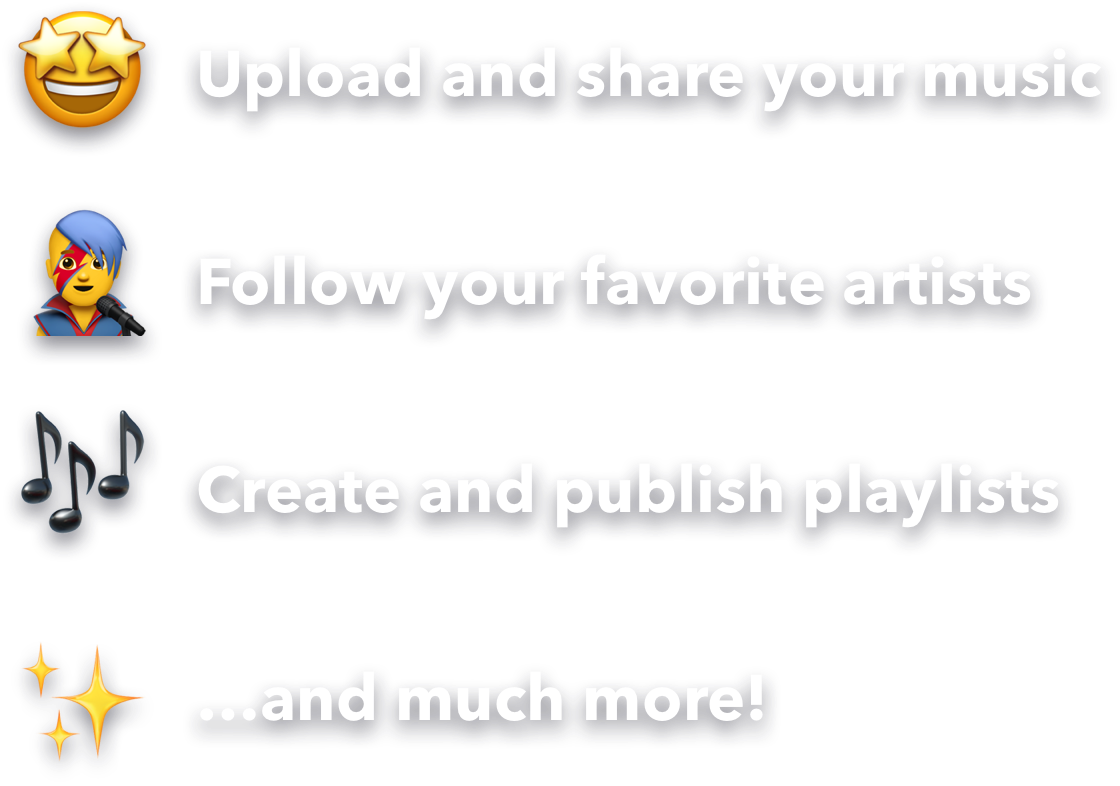 Upload and share your music
Follow your favorite artists
Create and publish playlists
...and much more!